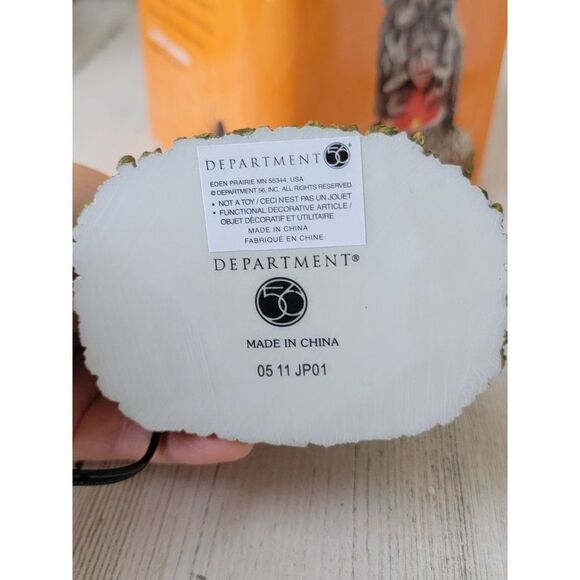 DEPARTMENT 56®
EDEN PRAIRIE MN 55344, USA
© DEPARTMENT 56, INC. ALL RIGHTS RESERVED
• NOT A TOY / CECI N'EST PAS UN JOUET
• FUNCTIONAL DECORATIVE ARTICLE /
OBJET DÈCORATIF ET UTILITAIRE
MADE IN CHINA
FABRIQUÉ EN CHINE
DEPARTMENT®
56
MADE IN CHINA
05 11 JP01